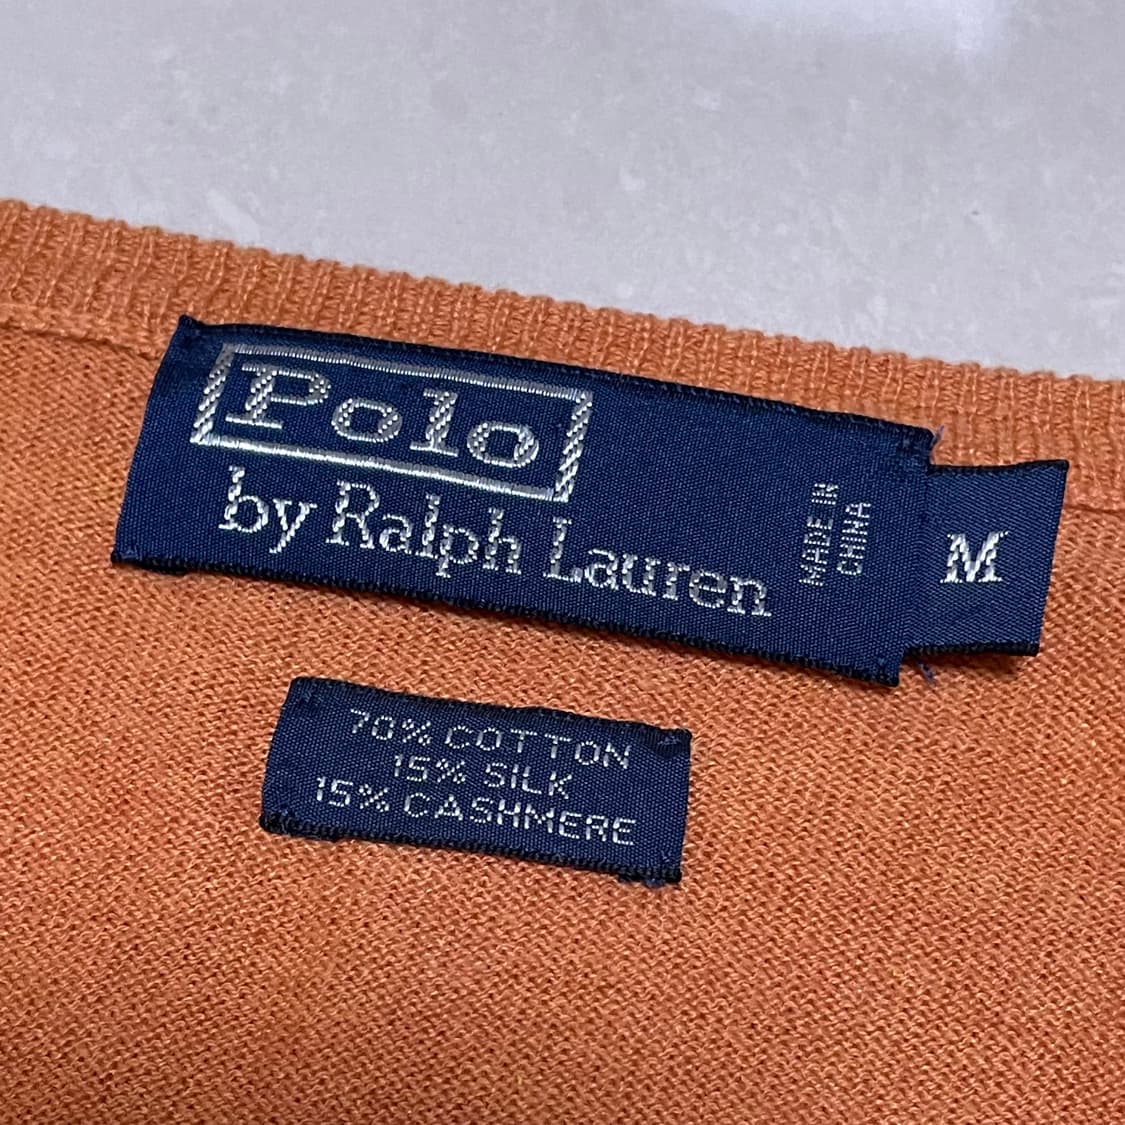 Polo
by Ralph Lauren
MADE IN
CHINA
M
70% COTTON
15% SILK
15% CASHMERE